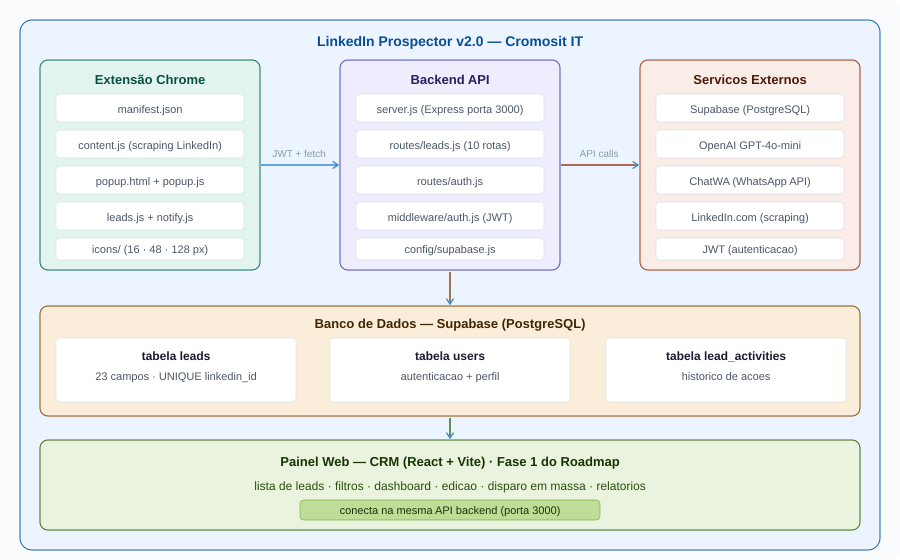 LinkedIn Prospector v2.0 — Cromosit IT
Extensão Chrome
manifest.json
content.js (scraping LinkedIn)
popup.html + popup.js
leads.js + notify.js
icons/ (16 · 48 · 128 px)
JWT + fetch
Backend API
server.js (Express porta 3000)
routes/leads.js (10 rotas)
routes/auth.js
middleware/auth.js (JWT)
config/supabase.js
API calls
Servicos Externos
Supabase (PostgreSQL)
OpenAI GPT-4o-mini
ChatWA (WhatsApp API)
LinkedIn.com (scraping)
JWT (autenticacao)
Banco de Dados — Supabase (PostgreSQL)
tabela leads
23 campos · UNIQUE linkedin_id
tabela users
autenticacao + perfil
tabela lead_activities
historico de acoes
Painel Web — CRM (React + Vite) · Fase 1 do Roadmap
lista de leads · filtros · dashboard · edicao · disparo em massa · relatorios
conecta na mesma API backend (porta 3000)